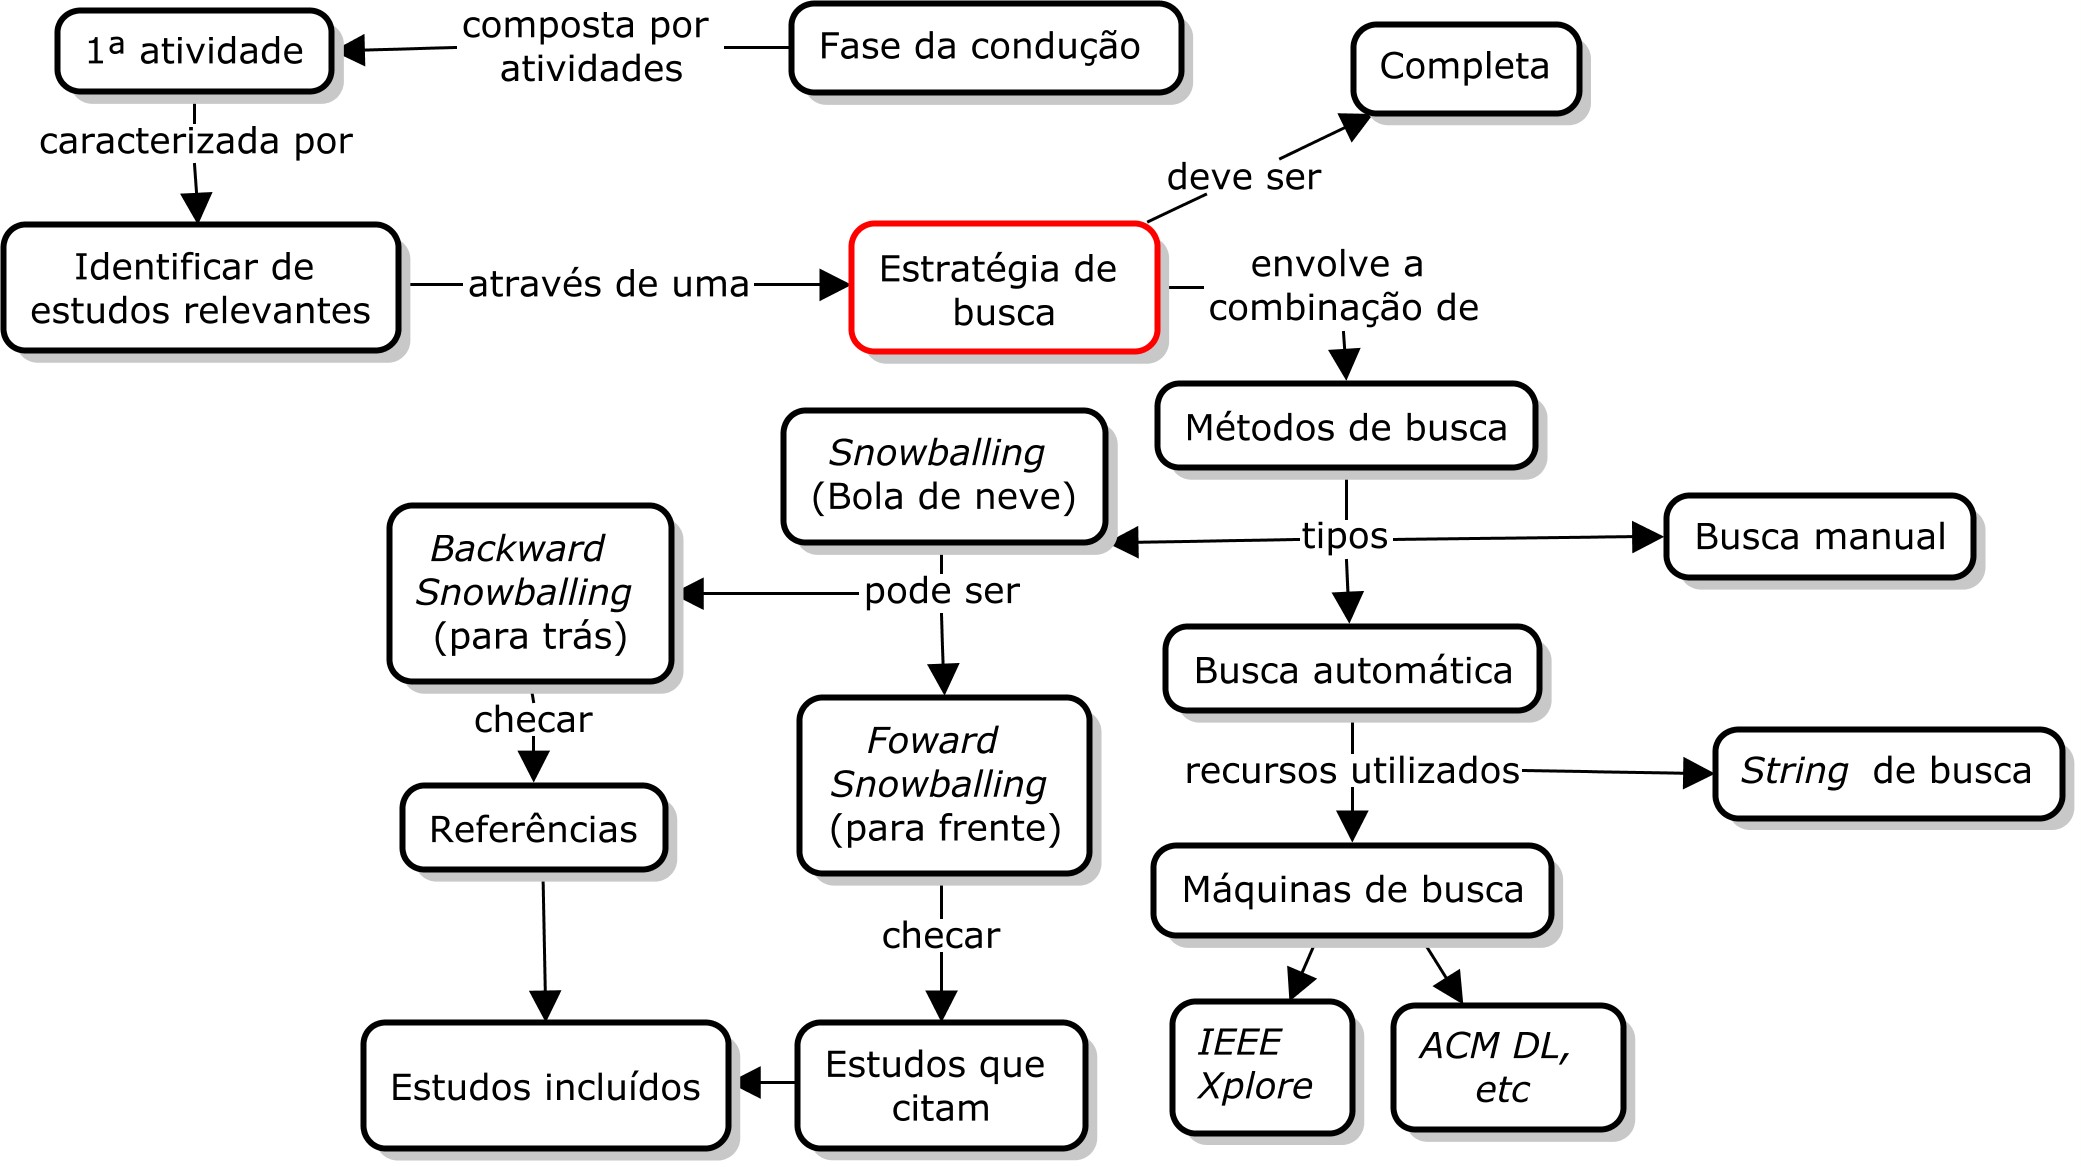 1ª atividade
composta por
atividades
Fase da condução
Completa
caracterizada por
deve ser
Identificar de
estudos relevantes
através de uma
Estratégia de
busca
envolve a
combinação de
Métodos de busca
Snowballing
(Bola de neve)
tipos
Busca manual
Backward
Snowballing
(para trás)
pode ser
Busca automática
checar
Foward
Snowballing
(para frente)
recursos utilizados
String de busca
Referências
Máquinas de busca
checar
IEEE
Xplore
ACM DL,
etc
Estudos incluídos
Estudos que
citam